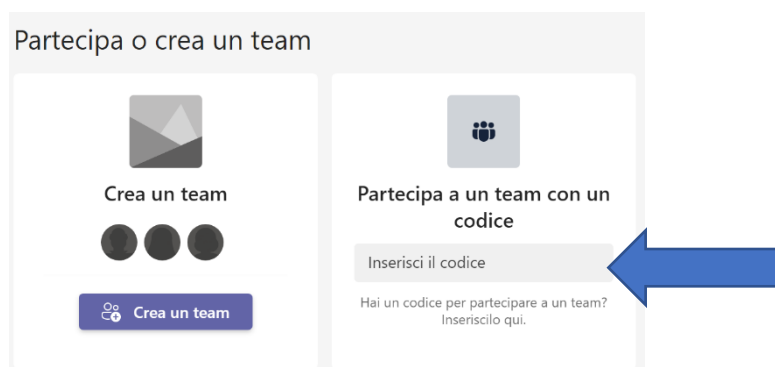 Partecipa o crea un team
Crea un team
Crea un team
Partecipa a un team con un
codice
Inserisci il codice
Hai un codice per partecipare a un team?
Inseriscilo qui.